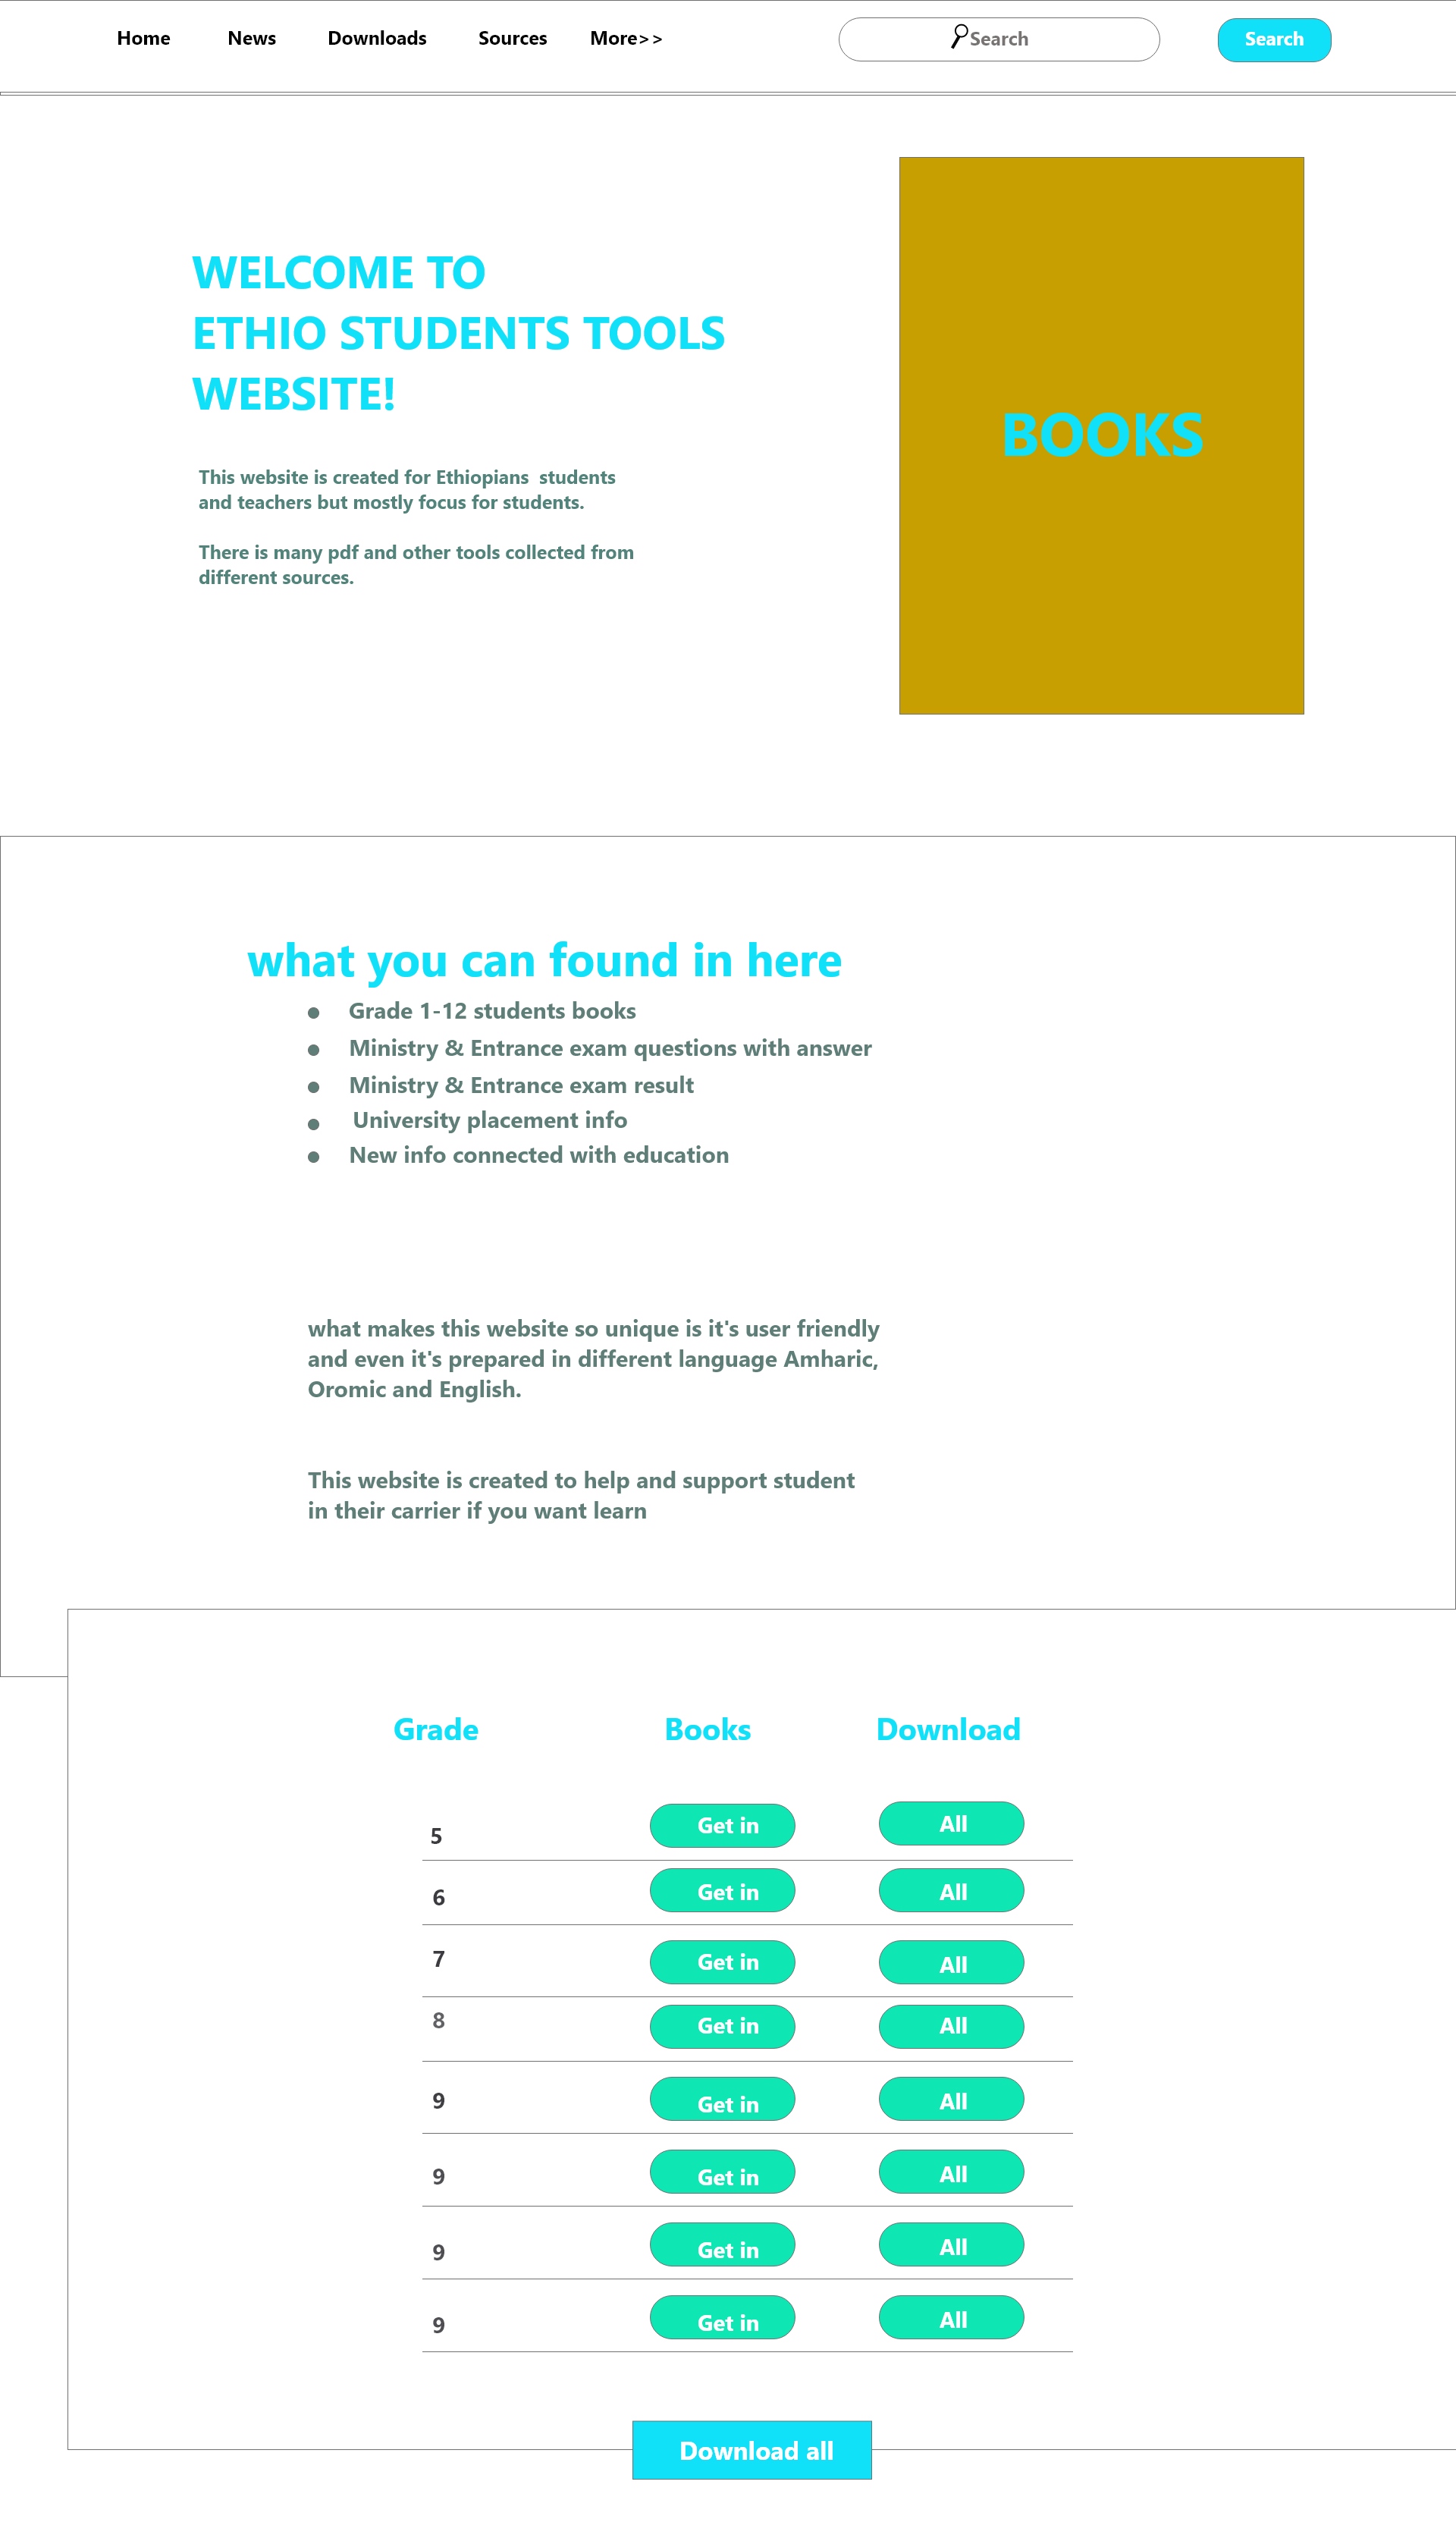 Home News Downloads Sources More>> Search Search
WELCOME TO
ETHIO STUDENTS TOOLS
WEBSITE!
This website is created for Ethiopians  students
and teachers but mostly focus for students.
There is many pdf and other tools collected from
different sources.
BOOKS
what you can found in here
Grade 1-12 students books
Ministry & Entrance exam questions with answer
Ministry & Entrance exam result
University placement info
New info connected with education
what makes this website so unique is it's user friendly
and even it's prepared in different language Amharic,
Oromic and English.
This website is created to help and support student
in their carrier if you want learn
Grade Books Download
5 Get in All
6 Get in All
7 Get in All
8 Get in All
9 Get in All
9 Get in All
9 Get in All
9 Get in All
Download all